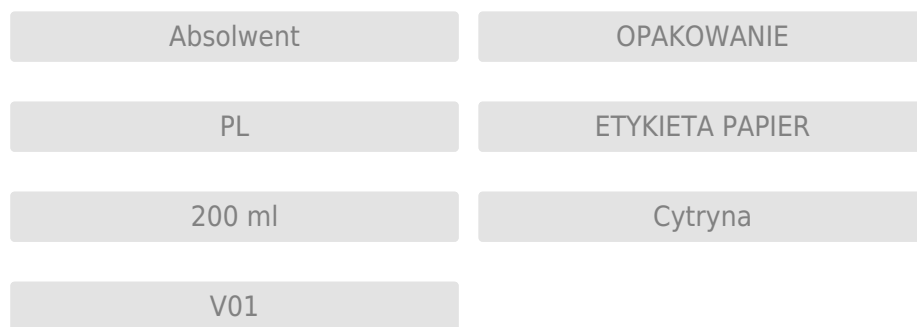 Absolwent
OPAKOWANIE
PL
ETYKIETA PAPIER
200 ml
Cytryna
V01